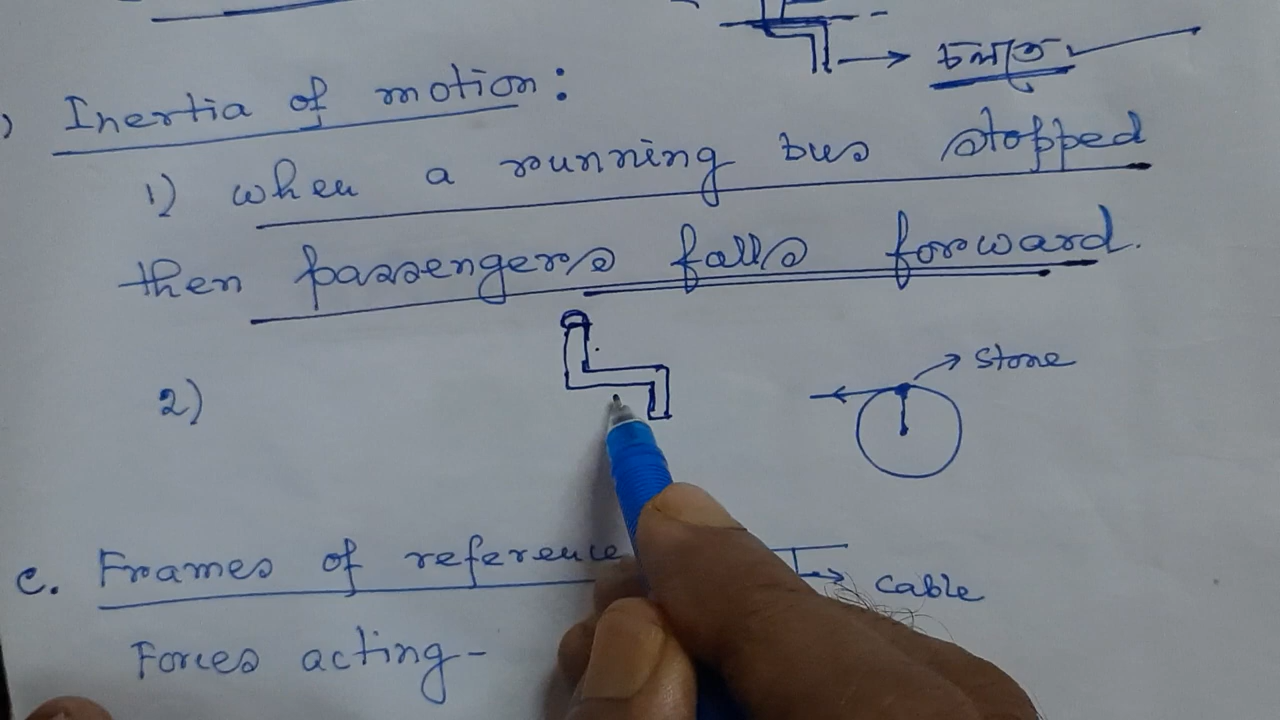 → চলন্ত
Inertia of motion:
1) when a running bus stopped
then passengers falls forward.
2)
→ Stone
c. Frames of reference
→ cable
Forces acting-